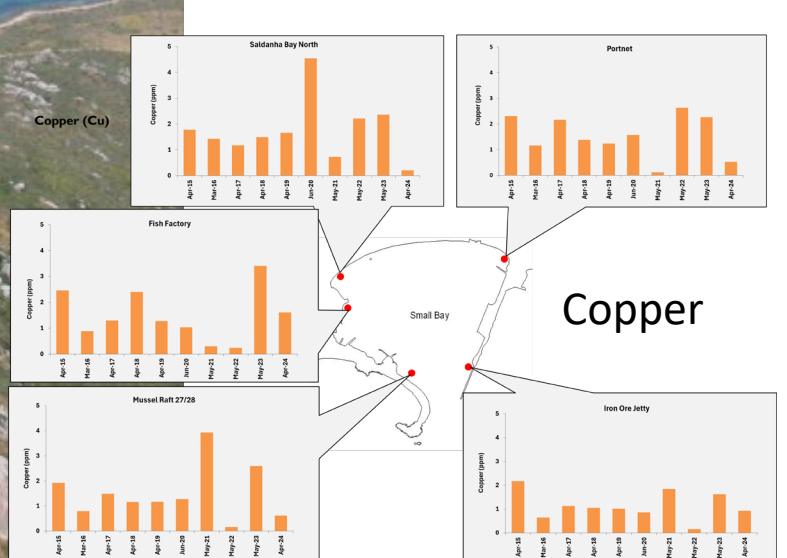 Copper (Cu)
Saldanha Bay North
Copper (ppm)
5
4
3
2
1
0
Apr-15
Mar-16
Apr-17
Apr-18
Apr-19
Jun-20
May-21
May-22
May-23
Apr-24
Portnet
Copper (ppm)
5
4
3
2
1
0
Apr-15
Mar-16
Apr-17
Apr-18
Apr-19
Jun-20
May-21
May-22
May-23
Apr-24
Fish Factory
Copper (ppm)
5
4
3
2
1
0
Apr-15
Mar-16
Apr-17
Apr-18
Apr-19
Jun-20
May-21
May-22
May-23
Apr-24
Small Bay
Copper
Mussel Raft 27/28
Copper (ppm)
5
4
3
2
1
0
Apr-15
Mar-16
Apr-17
Apr-18
Apr-19
Jun-20
May-21
May-22
May-23
Apr-24
Iron Ore Jetty
Copper (ppm)
5
4
3
2
1
0
Apr-15
Mar-16
Apr-17
Apr-18
Apr-19
Jun-20
May-21
May-22
May-23
Apr-24